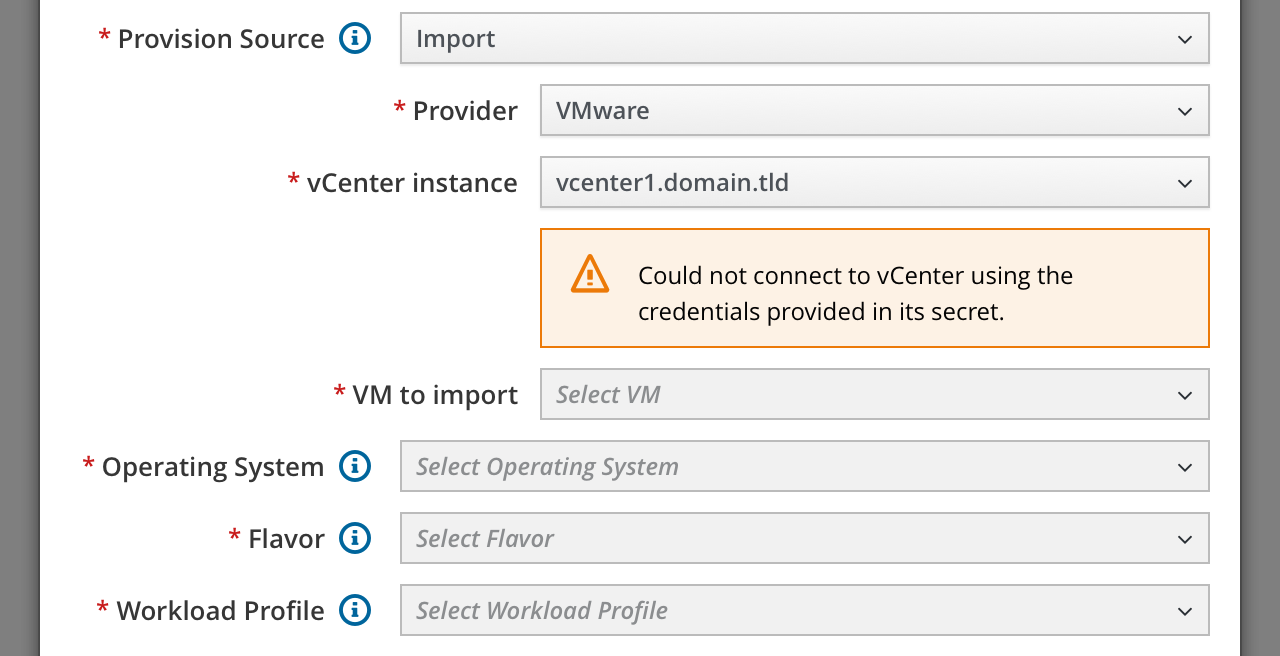 * Provision Source Import
* Provider VMware
* vCenter instance vcenter1.domain.tld
Could not connect to vCenter using the
credentials provided in its secret.
* VM to import Select VM
* Operating System Select Operating System
* Flavor Select Flavor
* Workload Profile Select Workload Profile